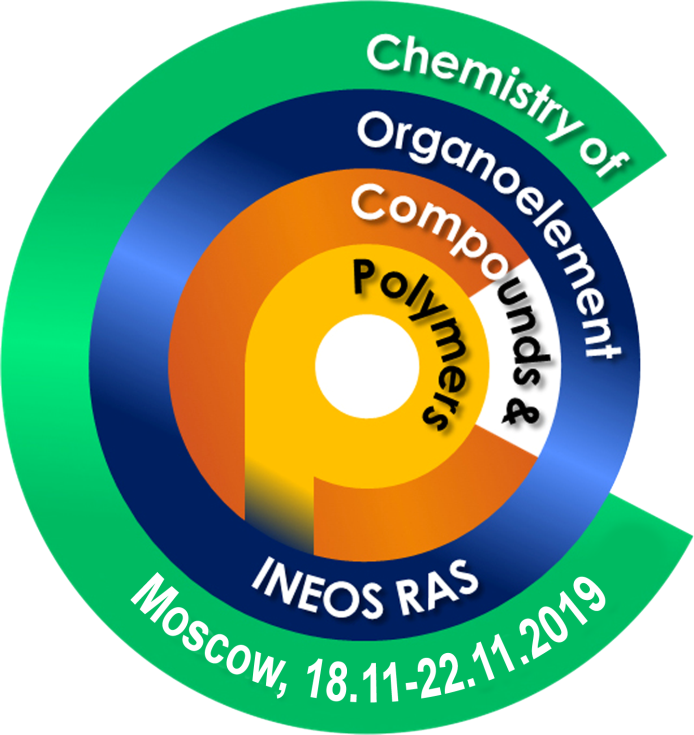 Chemistry of
Organoelement
Compounds &
Polymers
INEOS RAS
Moscow, 18.11-22.11.2019